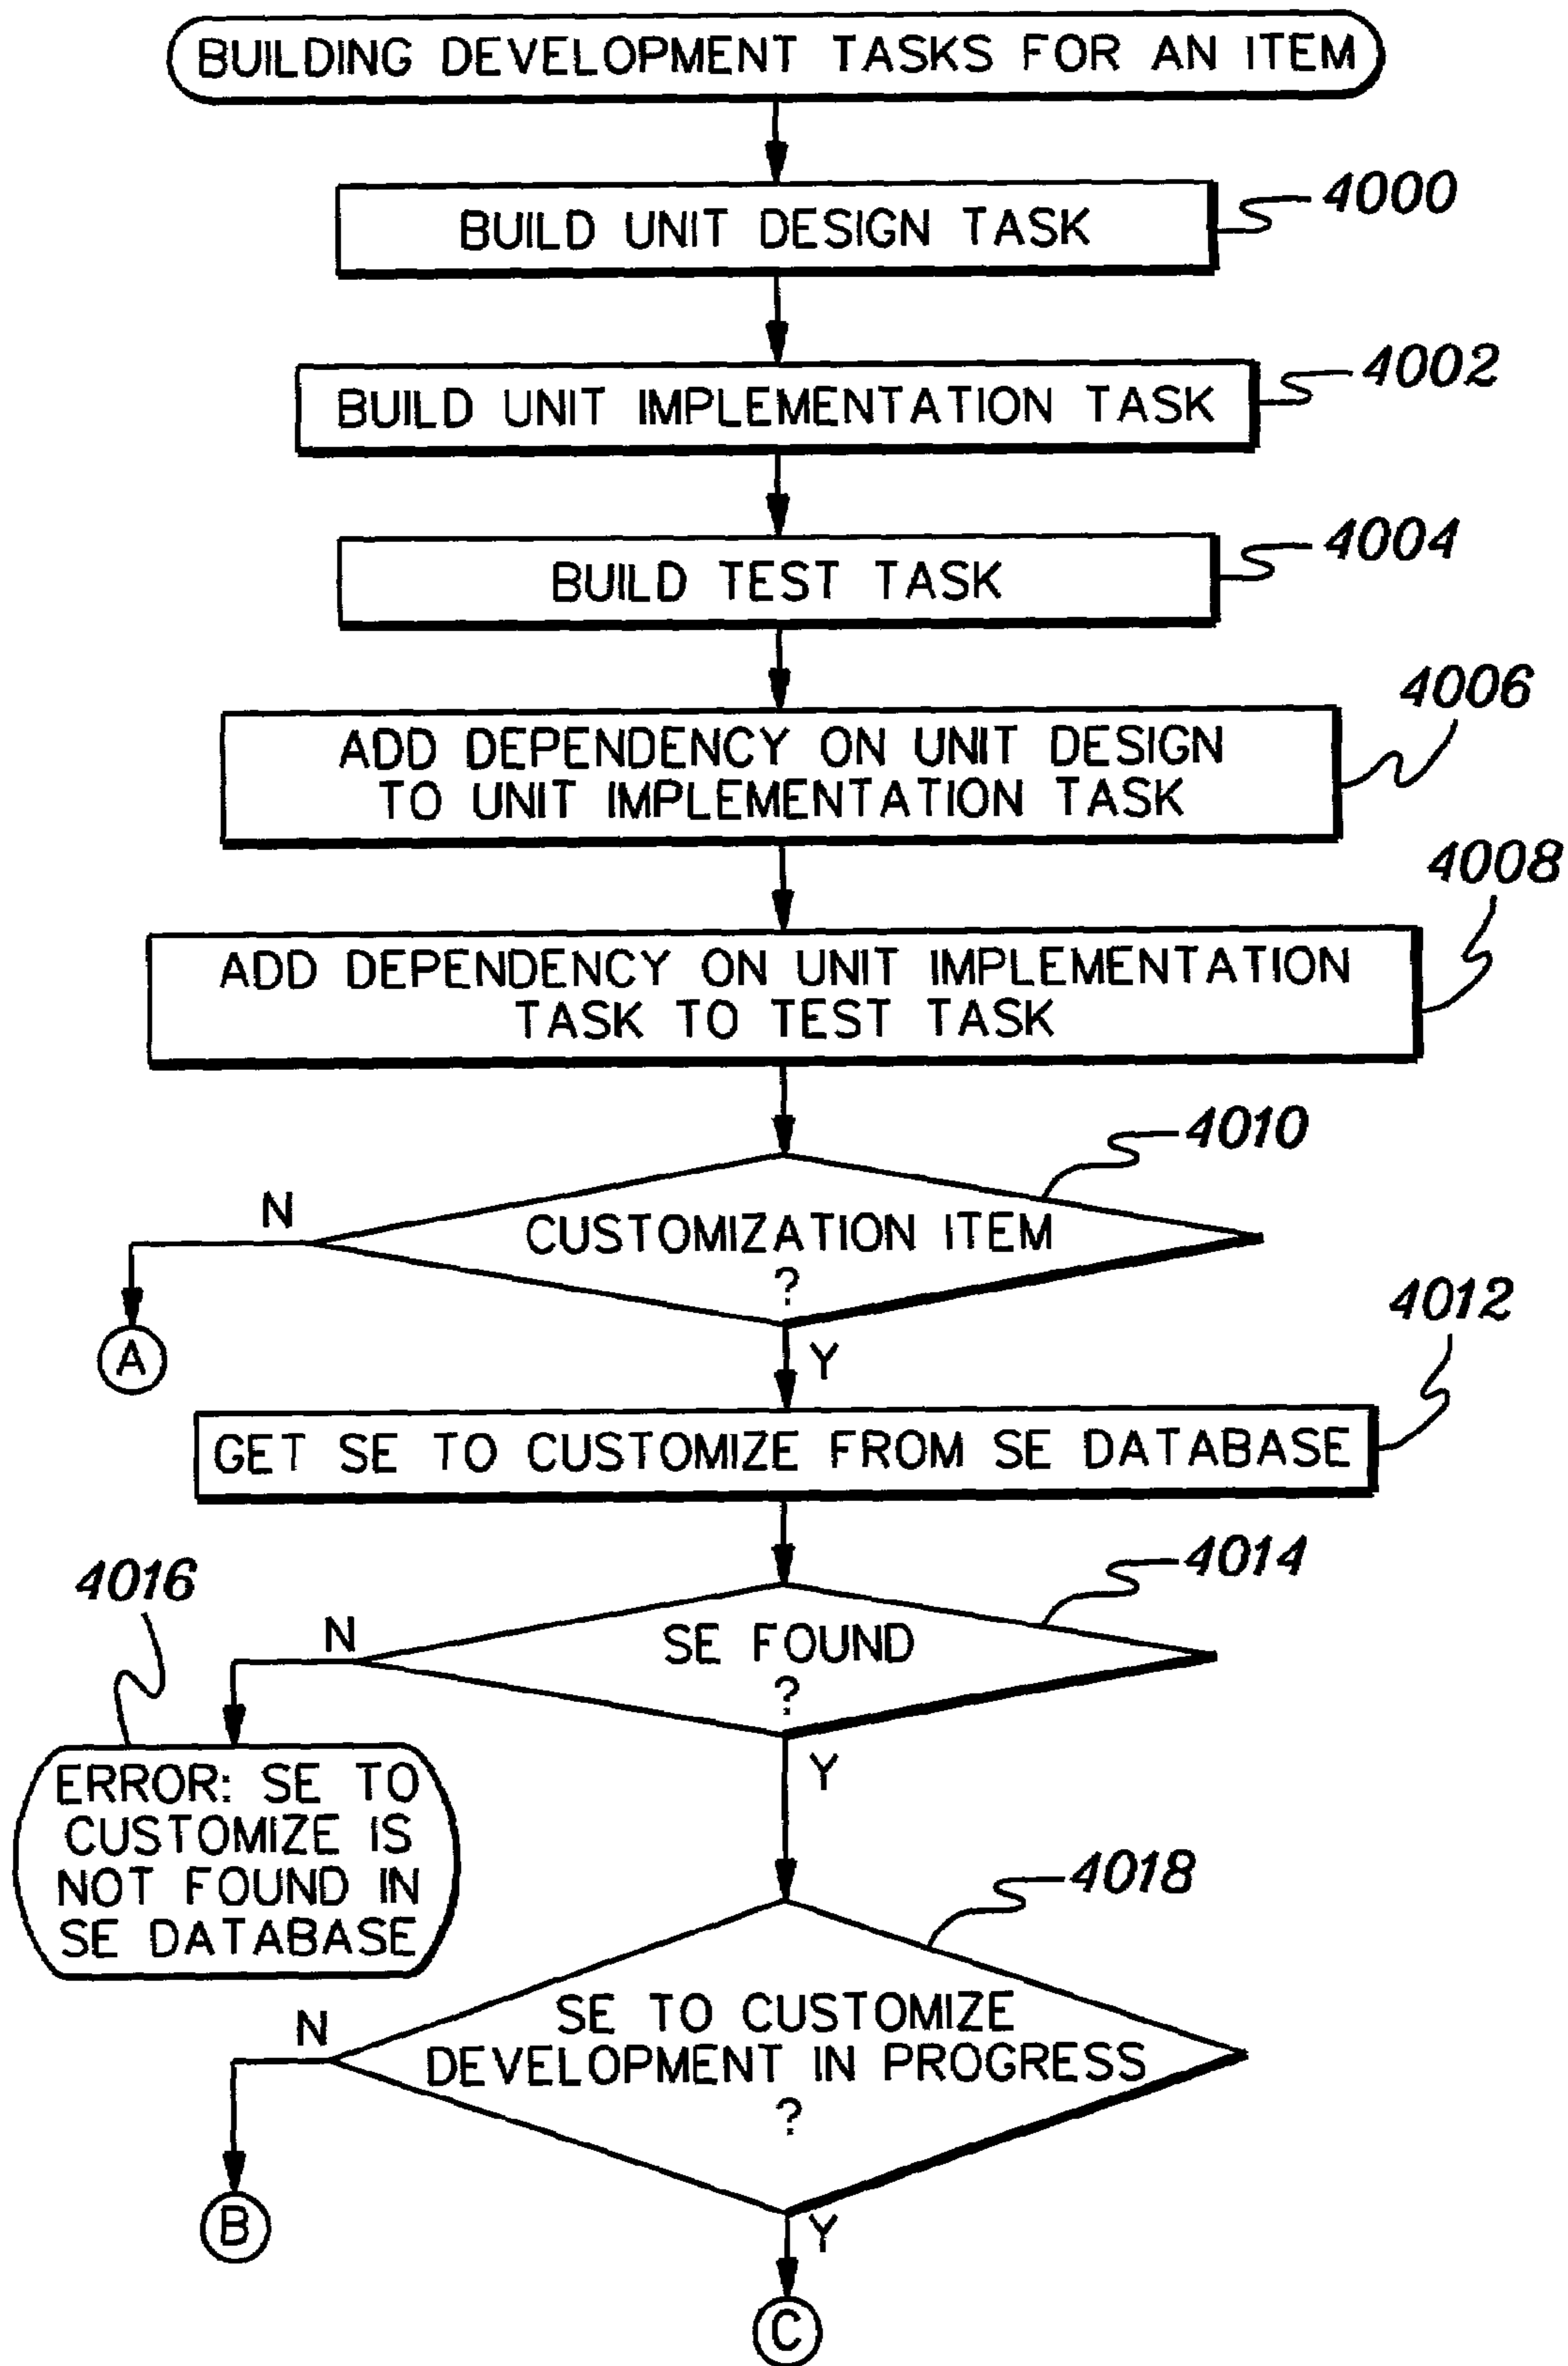 BUILDING DEVELOPMENT TASKS FOR AN ITEM
4000
BUILD UNIT DESIGN TASK
4002
BUILD UNIT IMPLEMENTATION TASK
4004
BUILD TEST TASK
4006
ADD DEPENDENCY ON UNIT DESIGN
TO UNIT IMPLEMENTATION TASK
4008
ADD DEPENDENCY ON UNIT IMPLEMENTATION
TASK TO TEST TASK
4010
N
CUSTOMIZATION ITEM
?
A
Y
4012
GET SE TO CUSTOMIZE FROM SE DATABASE
4014
4016
N
SE FOUND
?
Y
ERROR: SE TO
CUSTOMIZE IS
NOT FOUND IN
SE DATABASE
4018
N
SE TO CUSTOMIZE
DEVELOPMENT IN PROGRESS
?
B
Y
C